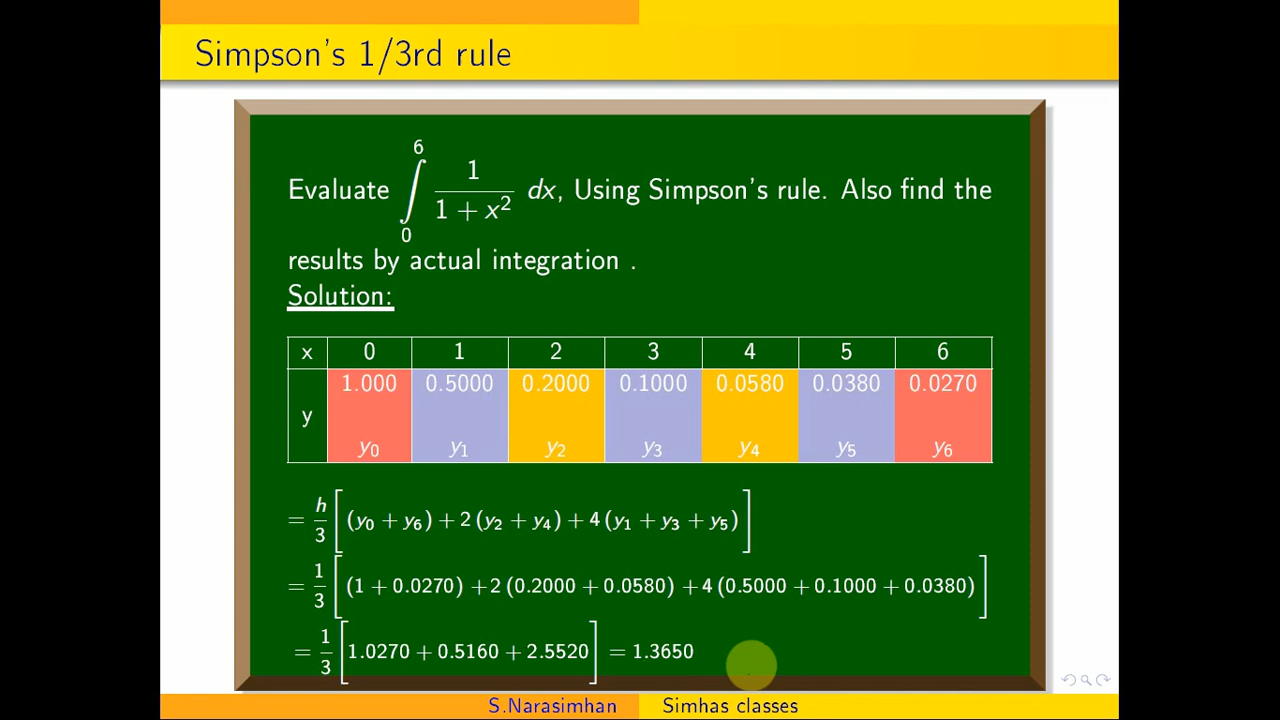 Simpson's 1/3rd rule
Evaluate ∫₀⁶ 1/(1 + x²) dx, Using Simpson's rule. Also find the
results by actual integration .
Solution:
x 0 1 2 3 4 5 6
y 1.000 0.5000 0.2000 0.1000 0.0580 0.0380 0.0270
y₀ y₁ y₂ y₃ y₄ y₅ y₆
= h/3 [(y₀ + y₆) + 2 (y₂ + y₄) + 4 (y₁ + y₃ + y₅)]
= 1/3 [(1 + 0.0270) + 2 (0.2000 + 0.0580) + 4 (0.5000 + 0.1000 + 0.0380)]
= 1/3 [1.0270 + 0.5160 + 2.5520] = 1.3650
S.Narasimhan Simhas classes